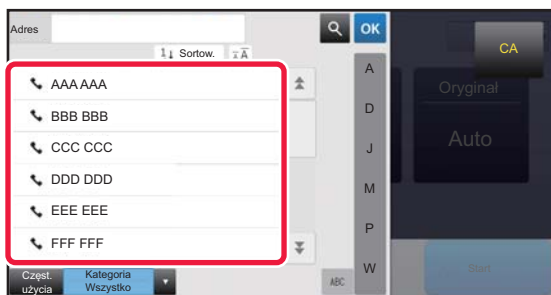 Adres
OK
CA
1↓ Sortow.
A
AAA AAA
BBB BBB
CCC CCC
DDD DDD
EEE EEE
FFF FFF
A
D
J
M
P
W
Oryginał
Auto
Częst.
użycia
Kategoria
Wszystko
ABC
Start